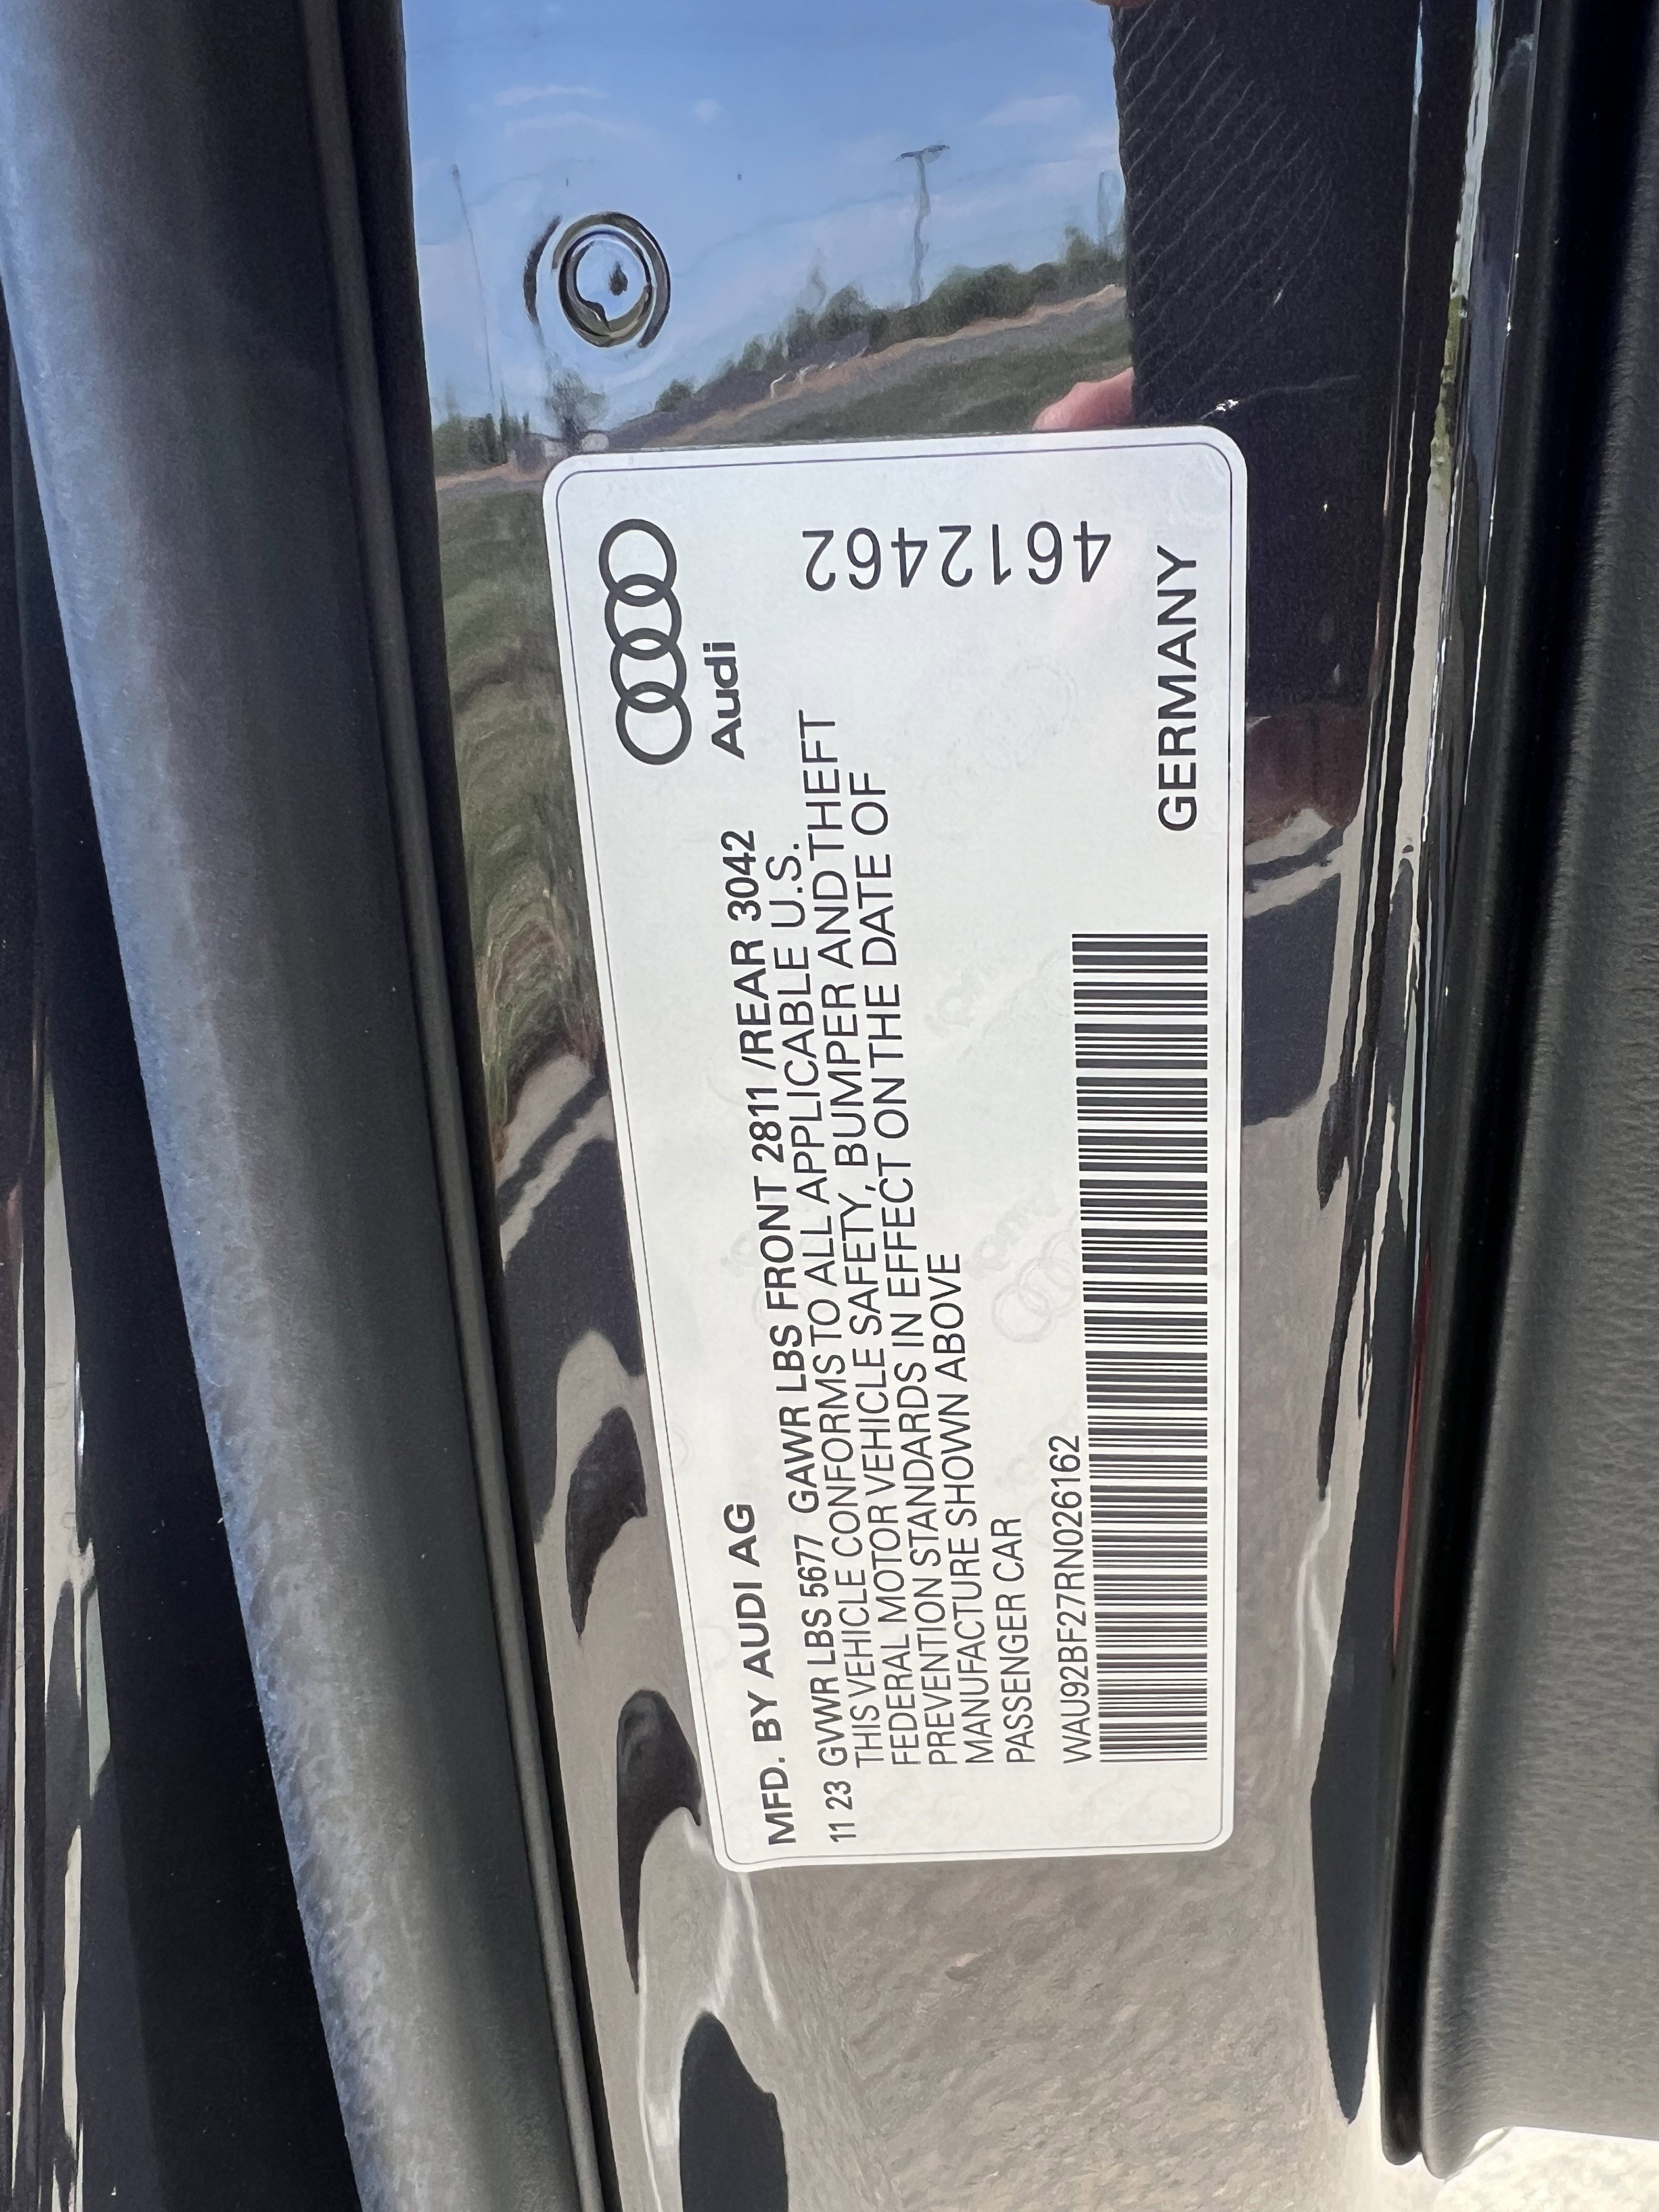 Audi
4612462
MFD. BY AUDI AG
11 23 GVWR LBS 5677 GAWR LBS FRONT 2811 /REAR 3042
THIS VEHICLE CONFORMS TO ALL APPLICABLE U.S.
FEDERAL MOTOR VEHICLE SAFETY, BUMPER AND THEFT
PREVENTION STANDARDS IN EFFECT ON THE DATE OF
MANUFACTURE SHOWN ABOVE
PASSENGER CAR
WAU92BF27RN026162
GERMANY